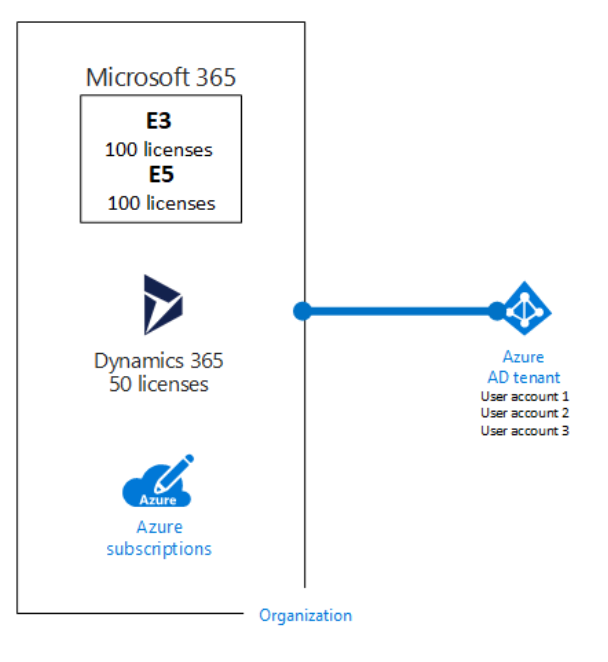 Microsoft 365
E3
100 licenses
E5
100 licenses
Dynamics 365
50 licenses
Azure
Azure
subscriptions
Azure
AD tenant
User account 1
User account 2
User account 3
Organization